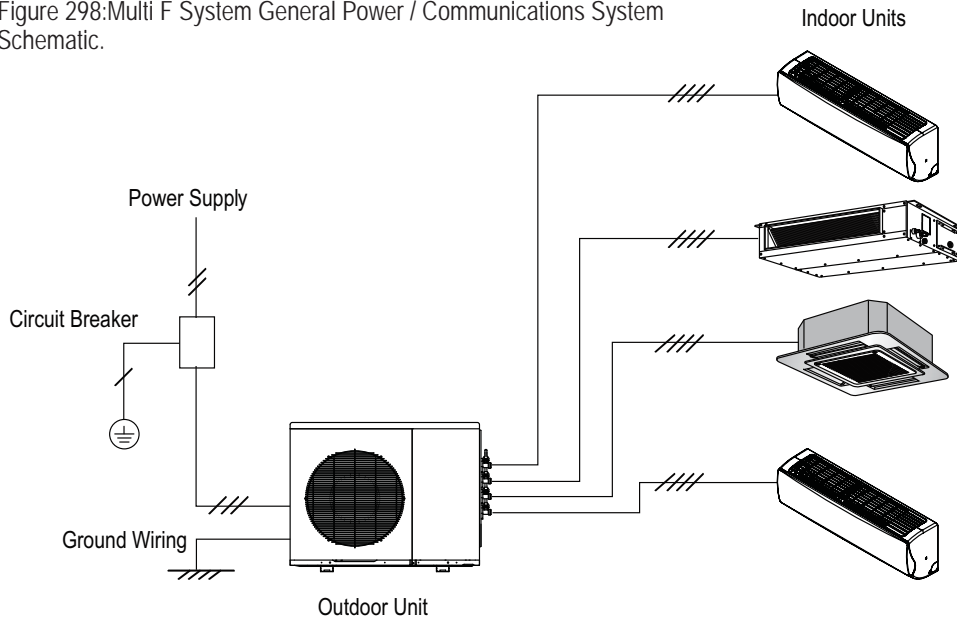 Figure 298:Multi F System General Power / Communications System
Schematic.
Indoor Units
Power Supply
Circuit Breaker
Ground Wiring
Outdoor Unit